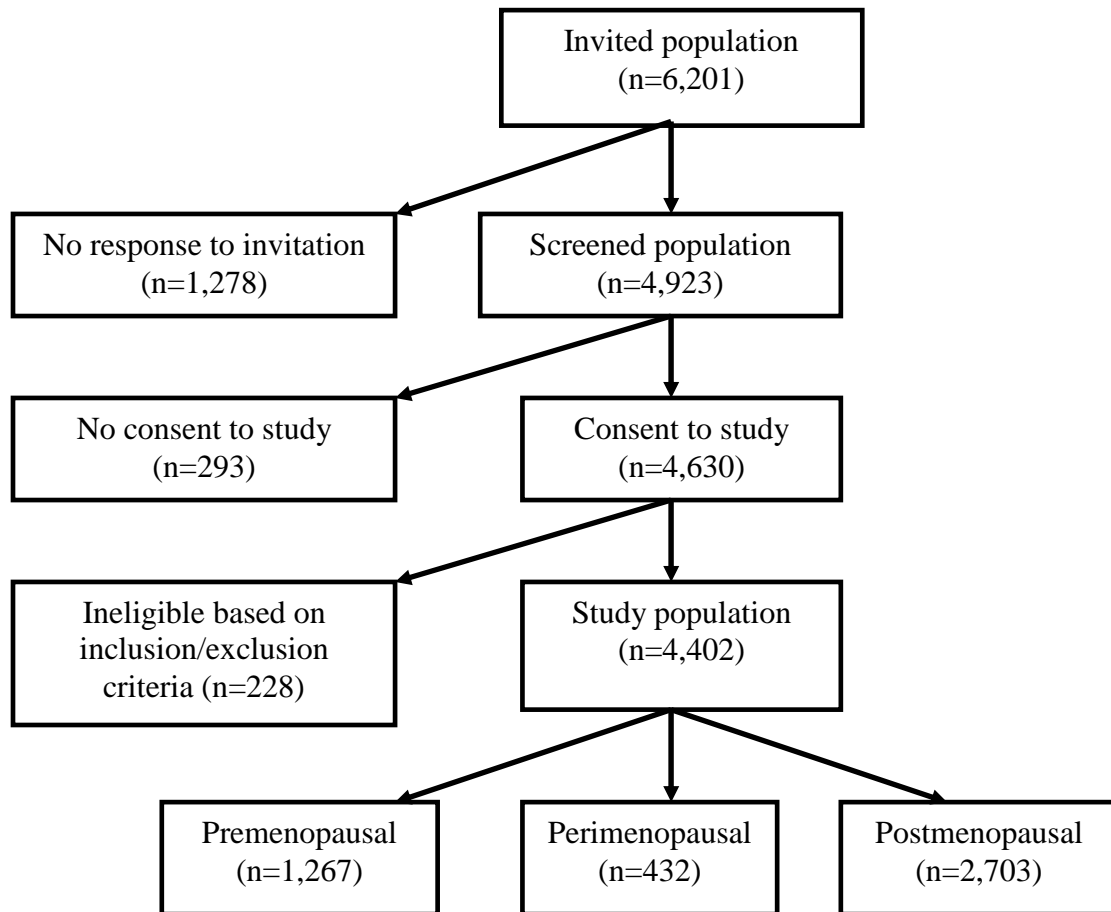 Invited population
(n=6,201)
No response to invitation
(n=1,278)
Screened population
(n=4,923)
No consent to study
(n=293)
Consent to study
(n=4,630)
Ineligible based on
inclusion/exclusion
criteria (n=228)
Study population
(n=4,402)
Premenopausal
(n=1,267)
Perimenopausal
(n=432)
Postmenopausal
(n=2,703)